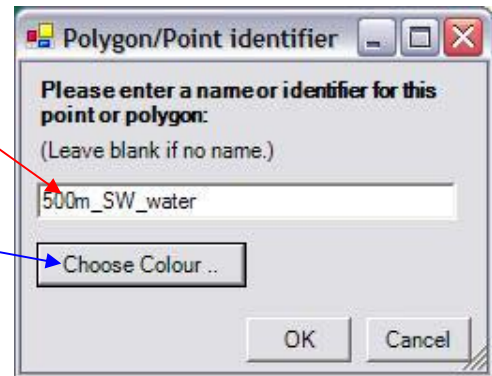 Polygon/Point identifier
Please enter a name or identifier for this
point or polygon:
(Leave blank if no name.)
500m_SW_water
Choose Colour ..
OK Cancel